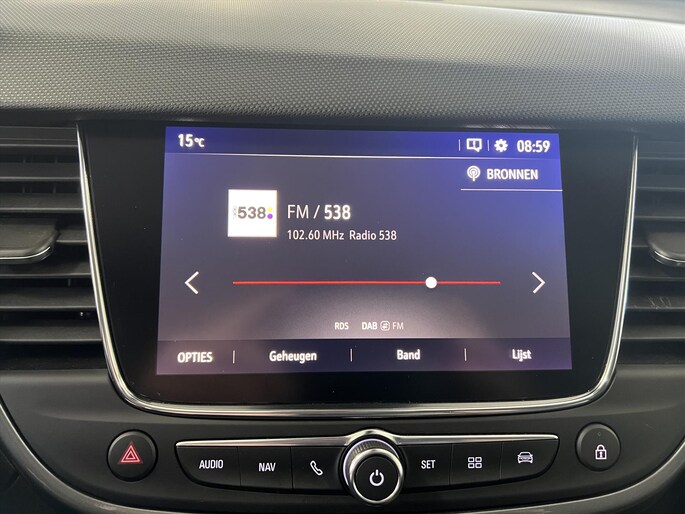 15°C 08:59
BRONNEN
538 FM / 538
102.60 MHz Radio 538
RDS DAB FM
OPTIES Geheugen Band Lijst
AUDIO NAV SET